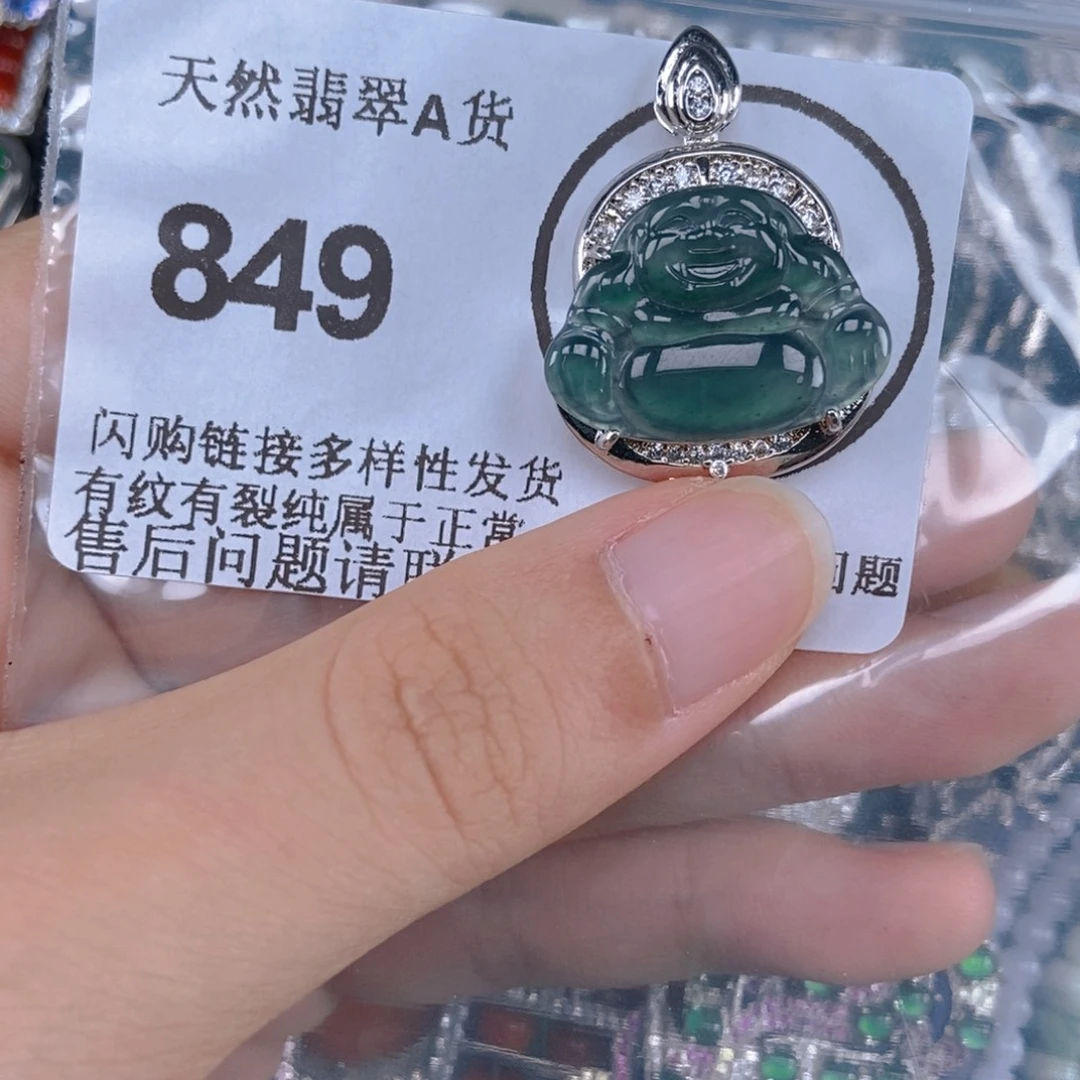 天然翡翠A货
849
闪购链接多样性发货
有纹有裂纯属于正常
售后问题请联 问题